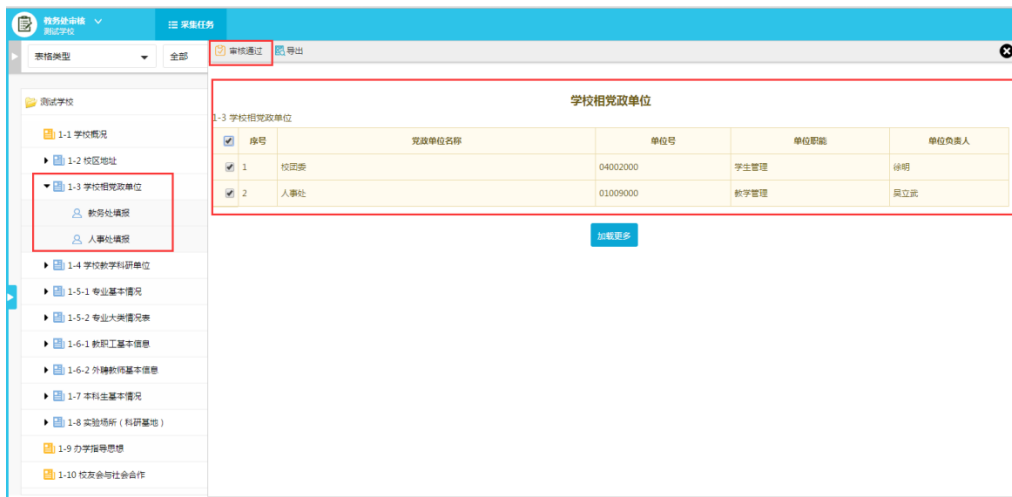 教务处审核
测试学校
采集任务
表格类型
全部
审核通过
导出
测试学校
1-1 学校概况
1-2 校区地址
1-3 学校相党政单位
教务处填报
人事处填报
1-4 学校教学科研单位
1-5-1 专业基本情况
1-5-2 专业大类情况表
1-6-1 教职工基本信息
1-6-2 外聘教师基本信息
1-7 本科生基本情况
1-8 实验场所（科研基地）
1-9 办学指导思想
1-10 校友会与社会合作
学校相党政单位
1-3 学校相党政单位
序号 党政单位名称 单位号 单位职能 单位负责人
1 校团委 04002000 学生管理 徐明
2 人事处 01009000 教学管理 吴立武
加载更多